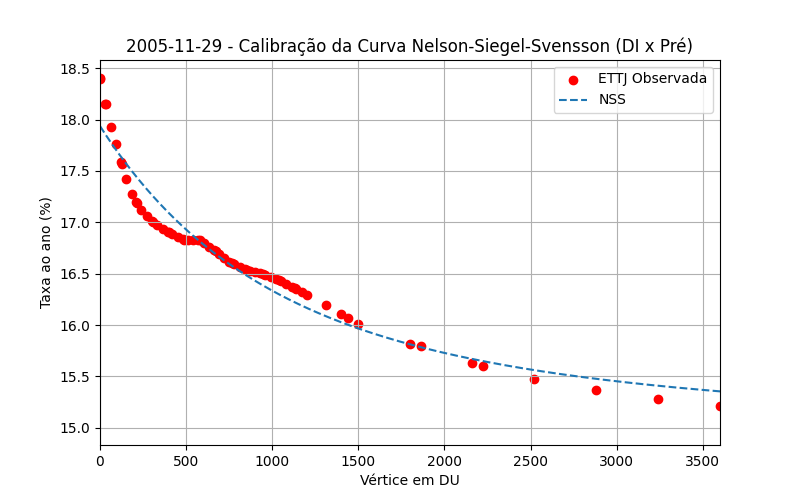 2005-11-29 - Calibração da Curva Nelson-Siegel-Svensson (DI x Pré)
ETTJ Observada
NSS
Taxa ao ano (%)
18.5
18.0
17.5
17.0
16.5
16.0
15.5
15.0
0 500 1000 1500 2000 2500 3000 3500
Vértice em DU